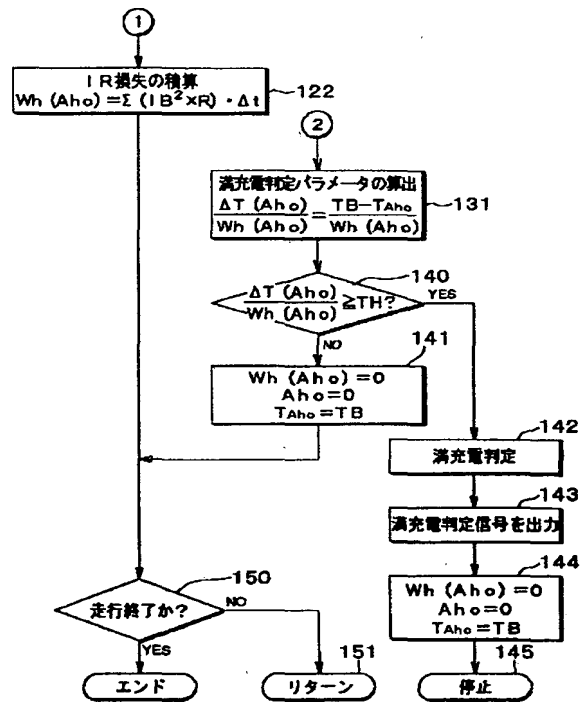 1
IR損失の積算
Wh(Aho)=Σ(IB²×R)・Δt
122
2
満充電判定パラメータの算出
ΔT(Aho) = TB−TAho
Wh(Aho)   Wh(Aho)
131
140
ΔT(Aho)
Wh(Aho) ≧TH?
YES
NO
141
Wh(Aho)=0
Aho=0
TAho=TB
142
満充電判定
143
満充電判定信号を出力
144
Wh(Aho)=0
Aho=0
TAho=TB
150
走行終了か?
NO
YES
エンド
151
リターン
145
停止